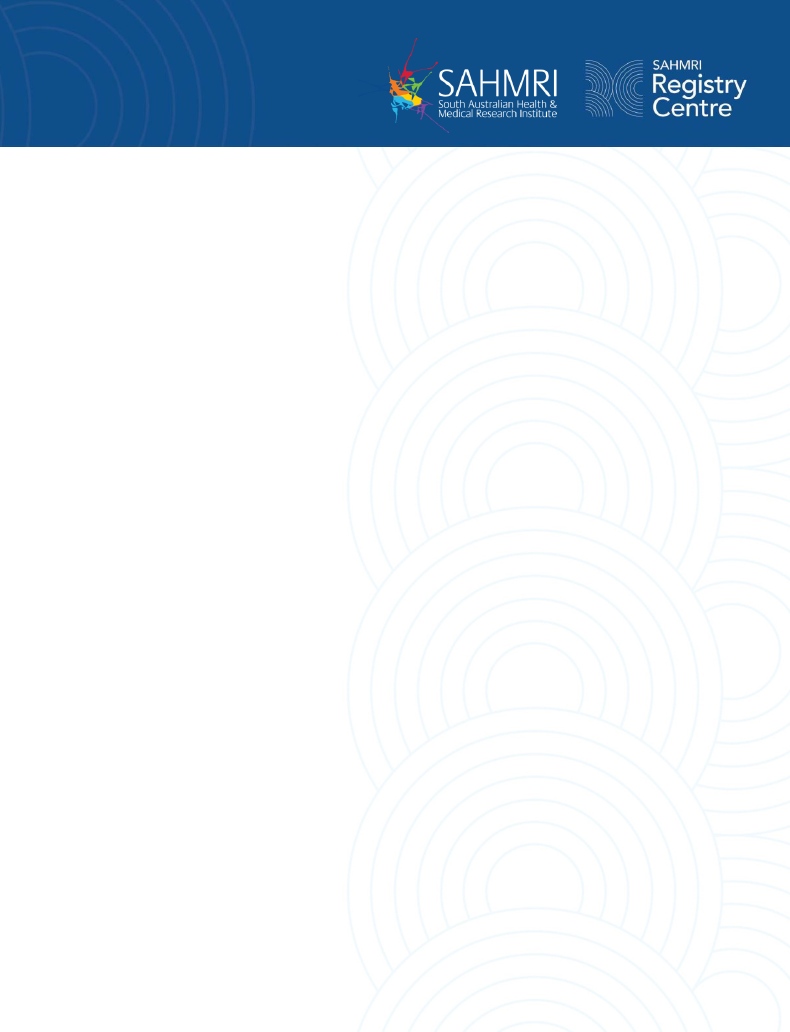 SAHMRI
South Australian Health &
Medical Research Institute
SAHMRI
Registry
Centre